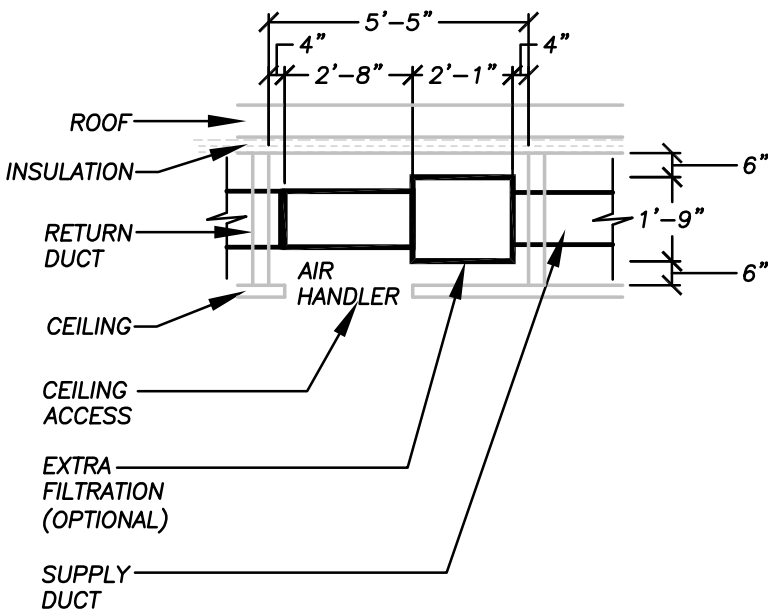 5'-5"
4"
4"
2'-8"
2'-1"
ROOF
INSULATION
6"
1'-9"
6"
RETURN
DUCT
AIR
HANDLER
CEILING
CEILING
ACCESS
EXTRA
FILTRATION
(OPTIONAL)
SUPPLY
DUCT